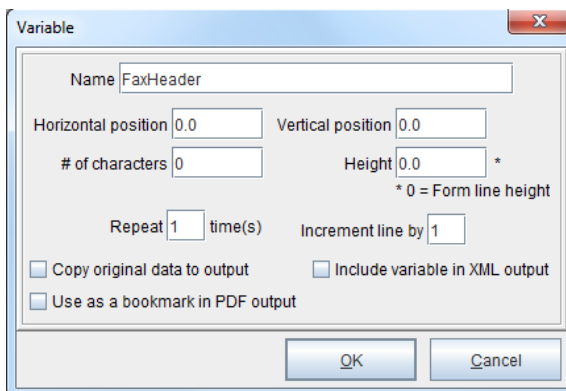 Variable
Name FaxHeader
Horizontal position 0.0 Vertical position 0.0
# of characters 0 Height 0.0 *
* 0 = Form line height
Repeat 1 time(s) Increment line by 1
Copy original data to output Include variable in XML output
Use as a bookmark in PDF output
OK Cancel